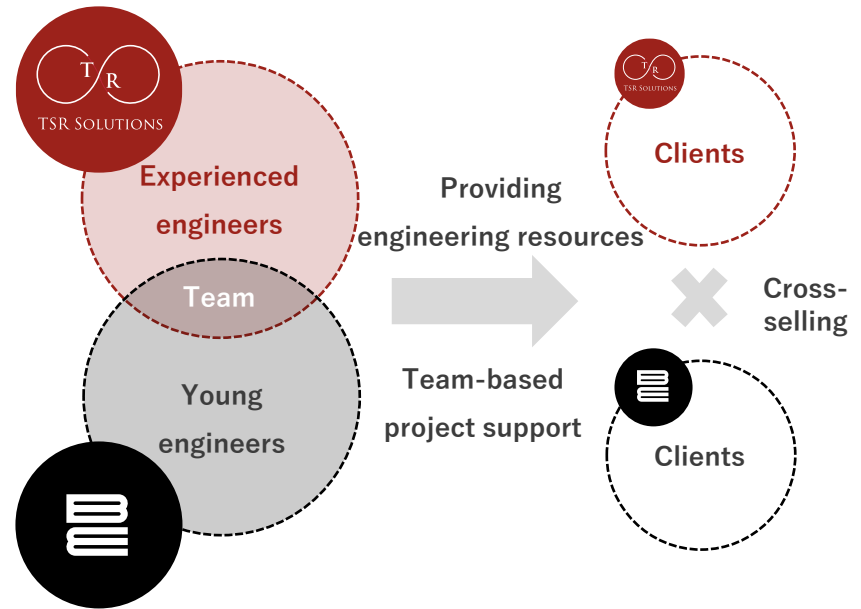 T R
TSR SOLUTIONS
Experienced
engineers
Team
Young
engineers
Providing
engineering resources
Team-based
project support
T R
TSR SOLUTIONS
Clients
Cross-
selling
Clients